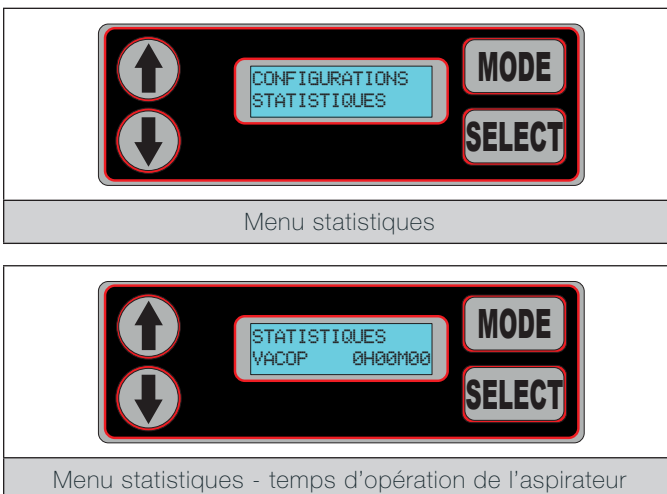 CONFIGURATIONS
STATISTIQUES
MODE
SELECT
Menu statistiques
STATISTIQUES
VACOP 0H00M00
MODE
SELECT
Menu statistiques - temps d'opération de l'aspirateur